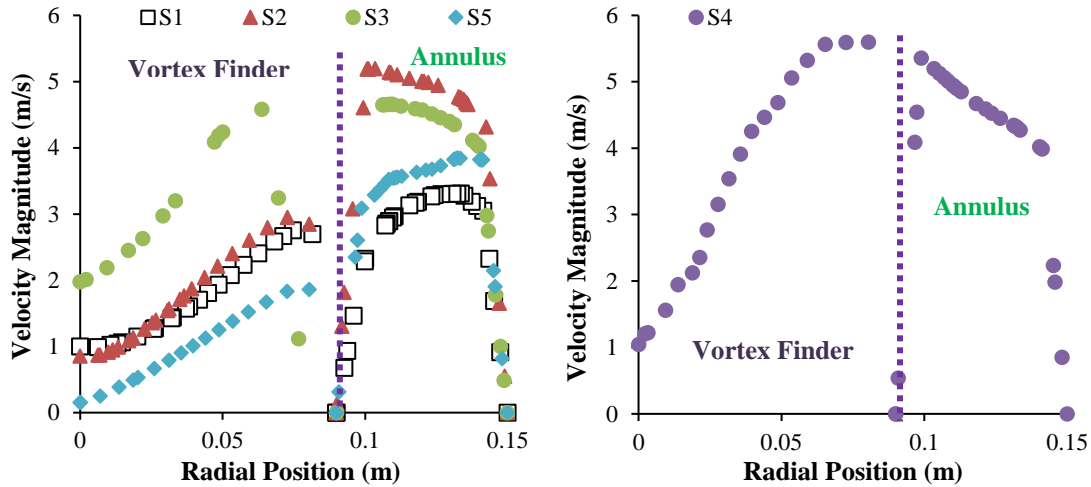 S1 S2 S3 S5
6
5
4
3
2
1
0
Velocity Magnitude (m/s)
Vortex Finder
Annulus
0 0.05 0.1 0.15
Radial Position (m)
S4
6
5
4
3
2
1
0
Velocity Magnitude (m/s)
Annulus
Vortex Finder
0 0.05 0.1 0.15
Radial Position (m)